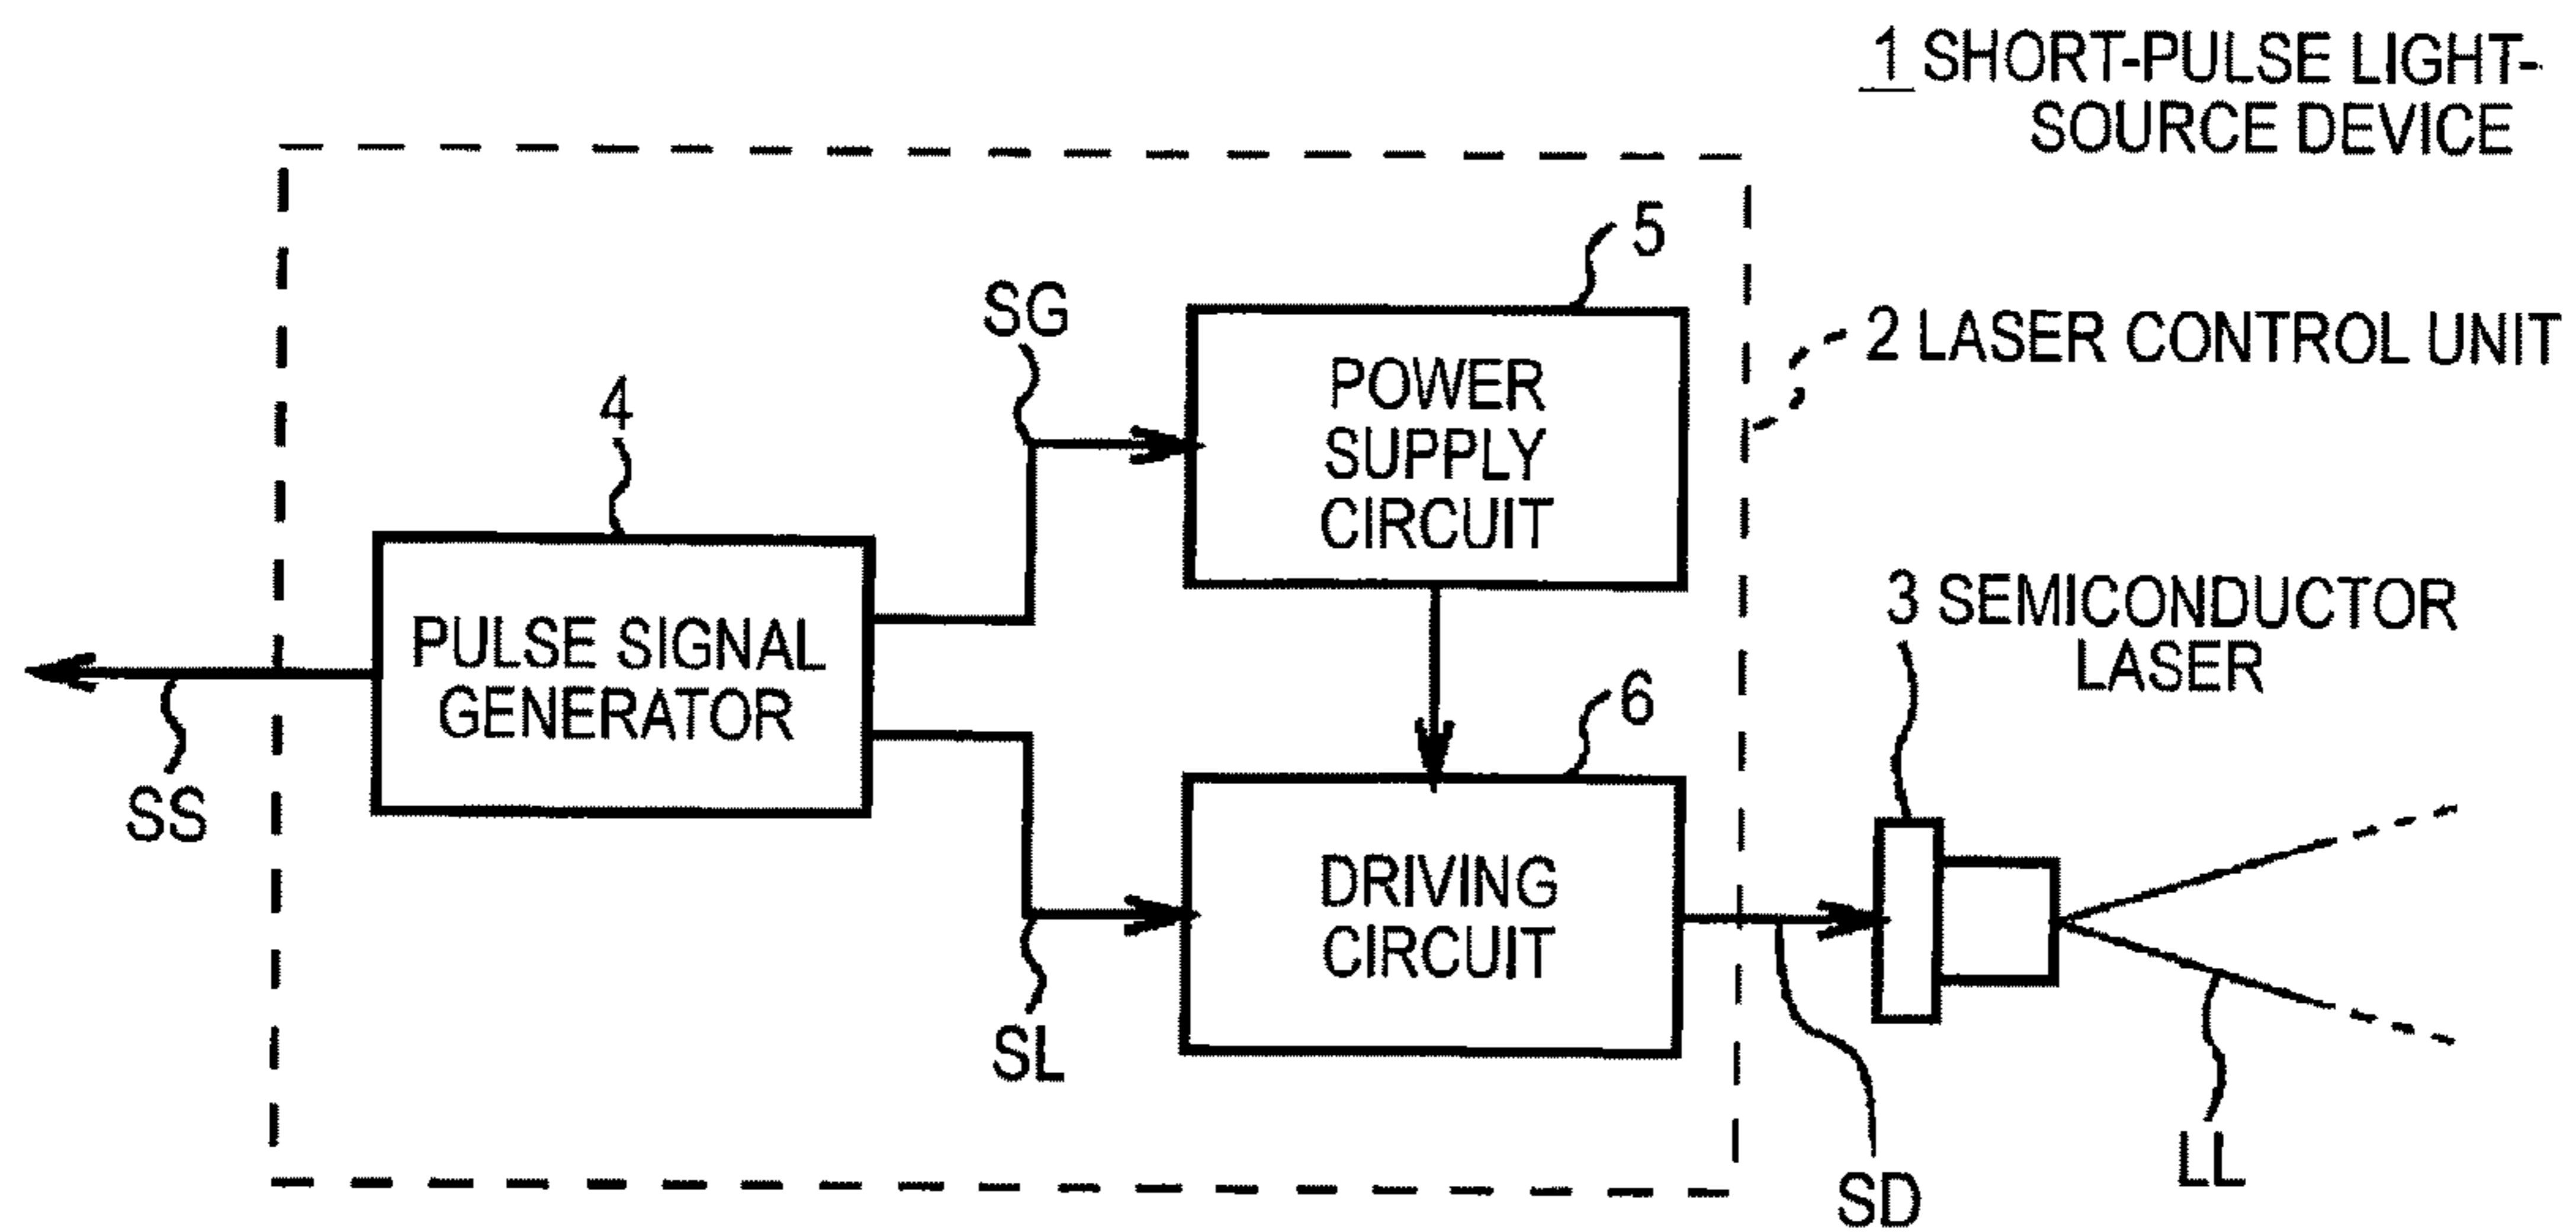 1 SHORT-PULSE LIGHT-
SOURCE DEVICE
5
SG
2 LASER CONTROL UNIT
POWER
SUPPLY
CIRCUIT
4
3 SEMICONDUCTOR
LASER
PULSE SIGNAL
GENERATOR
6
SS
DRIVING
CIRCUIT
SL
LL
SD